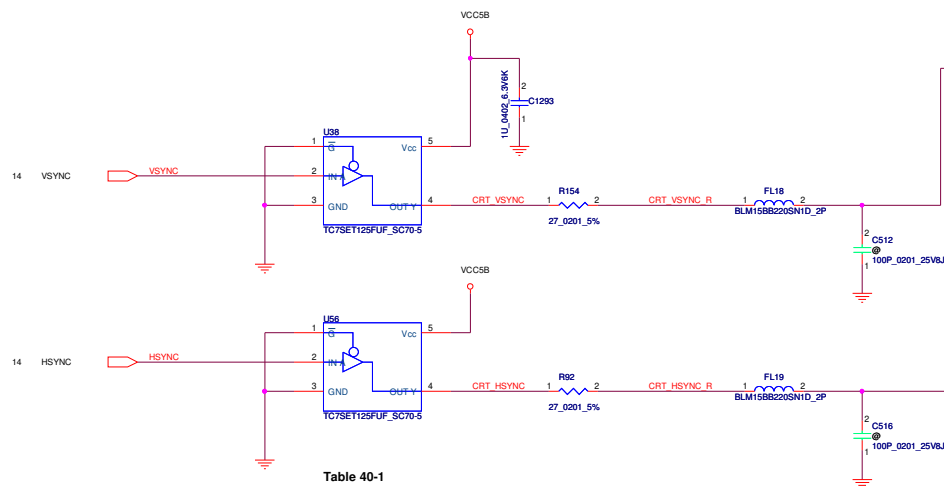 VCC5B
1U_0402_6.3V6K
2
C1293
1
U38
1 G Vcc 5
14 VSYNC VSYNC 2 IN A
3 GND OUT Y 4 CRT_VSYNC 1 R154 2 CRT_VSYNC_R 1 FL18 2
27_0201_5%
BLM15BB220SN1D_2P
TC7SET125FUF_SC70-5
2 C512
@
1 100P_0201_25V8J
VCC5B
U56
1 G Vcc 5
14 HSYNC HSYNC 2 IN A
3 GND OUT Y 4 CRT_HSYNC 1 R92 2 CRT_HSYNC_R 1 FL19 2
27_0201_5%
BLM15BB220SN1D_2P
TC7SET125FUF_SC70-5
2 C516
@
1 100P_0201_25V8J
Table 40-1